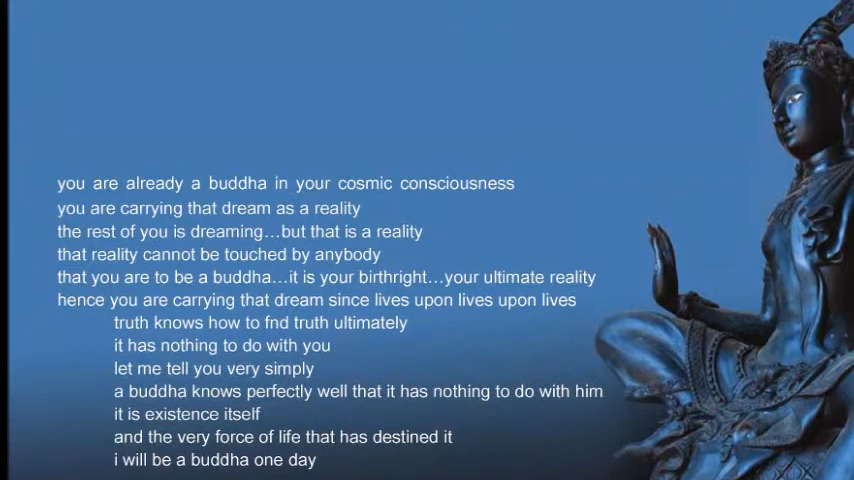 you are already a buddha in your cosmic consciousness
you are carrying that dream as a reality
the rest of you is dreaming...but that is a reality
that reality cannot be touched by anybody
that you are to be a buddha...it is your birthright...your ultimate reality
hence you are carrying that dream since lives upon lives upon lives
truth knows how to fnd truth ultimately
it has nothing to do with you
let me tell you very simply
a buddha knows perfectly well that it has nothing to do with him
it is existence itself
and the very force of life that has destined it
i will be a buddha one day